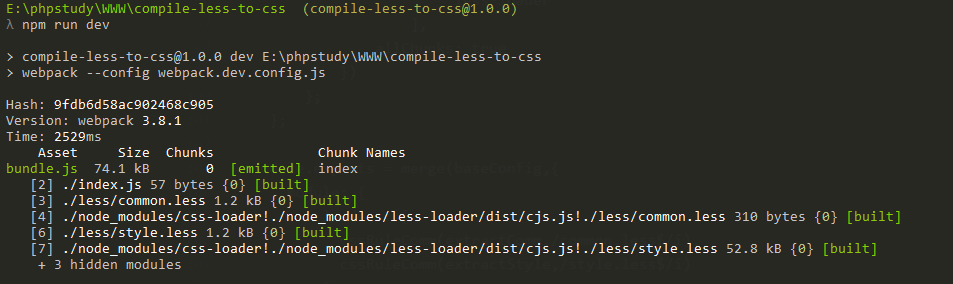 E:\phpstudy\WWW\compile-less-to-css (compile-less-to-css@1.0.0)
λ npm run dev
> compile-less-to-css@1.0.0 dev E:\phpstudy\WWW\compile-less-to-css
> webpack --config webpack.dev.config.js
Hash: 9fdb6d58ac902468c905
Version: webpack 3.8.1
Time: 2529ms
Asset Size Chunks Chunk Names
bundle.js 74.1 kB 0 [emitted] index
[2] ./index.js 57 bytes {0} [built]
[3] ./less/common.less 1.2 kB {0} [built]
[4] ./node_modules/css-loader!./node_modules/less-loader/dist/cjs.js!./less/common.less 310 bytes {0} [built]
[6] ./less/style.less 1.2 kB {0} [built]
[7] ./node_modules/css-loader!./node_modules/less-loader/dist/cjs.js!./less/style.less 52.8 kB {0} [built]
+ 3 hidden modules